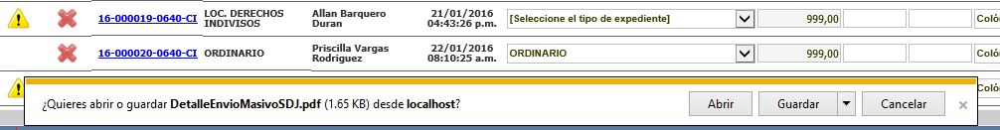 16-000019-0640-CI LOC. DERECHOS INDIVISOS Allan Barquero Duran 21/01/2016 04:43:26 p.m. [Seleccione el tipo de expediente] 999,00 Coló
16-000020-0640-CI ORDINARIO Priscilla Vargas Rodriguez 22/01/2016 08:10:25 a.m. ORDINARIO 999,00 Coló
¿Quieres abrir o guardar DetalleEnvioMasivoSDJ.pdf (1.65 KB) desde localhost? Abrir Guardar Cancelar